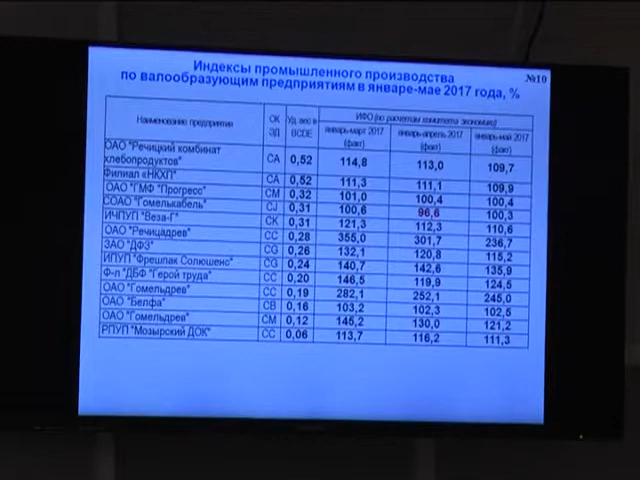 Индексы промышленного производства
по валообразующим предприятиям в январе-мае 2017 года, %
№10
Наименование предприятия ОК ЭД Уд. вес в BCDE ИФО (по расчетам комитета экономики)
январь-март 2017 (факт) январь-апрель 2017 (факт) январь-май 2017 (факт)
ОАО "Речицкий комбинат хлебопродуктов" CA 0,52 114,8 113,0 109,7
Филиал «НКХП» CA 0,52 111,3 111,1 109,9
ОАО "ГМФ "Прогресс" CM 0,32 101,0 100,4 100,4
СОАО "Гомелькабель" CJ 0,31 100,6 96,6 100,3
ИЧПУП "Веза-Г" CK 0,31 121,3 112,3 110,6
ОАО "Речицадрев" CC 0,28 355,0 301,7 236,7
ЗАО "ДФЗ" CG 0,26 132,1 120,8 115,2
ИПУП "Фрешпак Солюшенс" CG 0,24 140,7 142,6 135,9
Ф-л "ДБФ "Герой труда" CC 0,20 146,5 119,9 124,5
ОАО "Гомельдрев" CC 0,19 282,1 252,1 245,0
ОАО "Белфа" CB 0,16 103,2 102,3 102,5
ОАО "Гомельдрев" CM 0,12 145,2 130,0 121,2
РПУП "Мозырский ДОК" CC 0,06 113,7 116,2 111,3